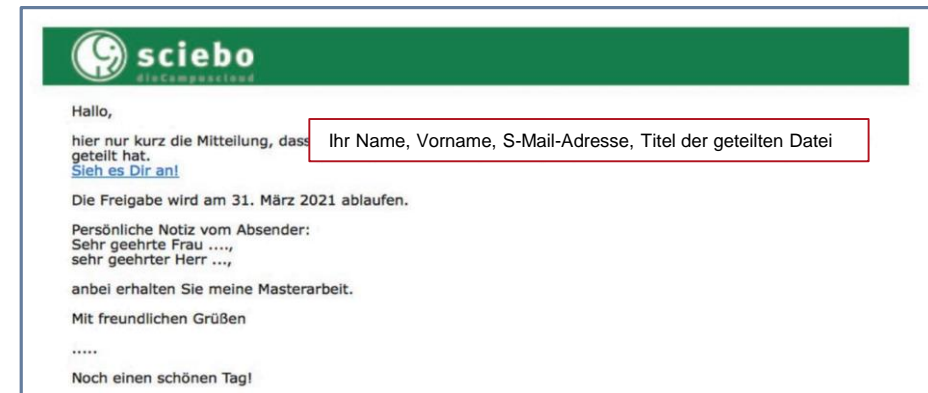 sciebo
dieCampuscloud
Hallo,
hier nur kurz die Mitteilung, dass
Ihr Name, Vorname, S-Mail-Adresse, Titel der geteilten Datei
geteilt hat.
Sieh es Dir an!
Die Freigabe wird am 31. März 2021 ablaufen.
Persönliche Notiz vom Absender:
Sehr geehrte Frau ....,
sehr geehrter Herr ...,
anbei erhalten Sie meine Masterarbeit.
Mit freundlichen Grüßen
.....
Noch einen schönen Tag!